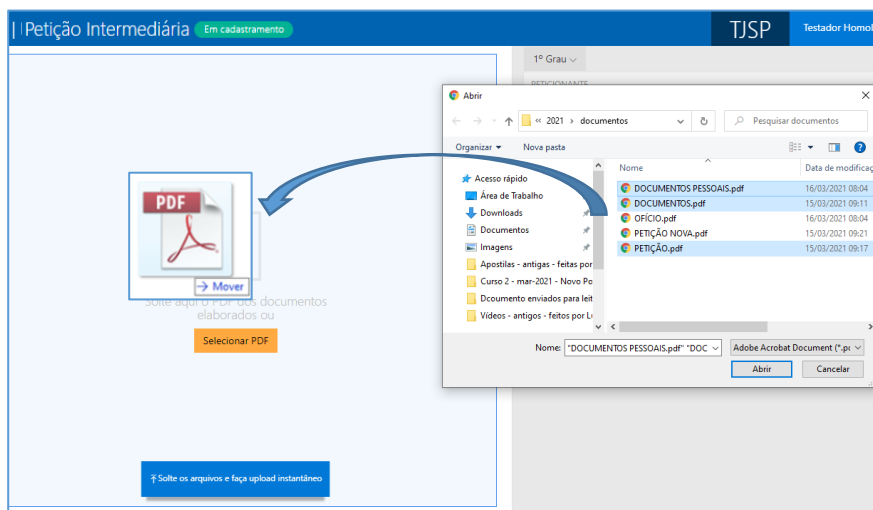 Petição Intermediária Em cadastramento
TJSP
Testador Homol
1º Grau
PETICIONANTE
Abrir
« 2021 › documentos
Pesquisar documentos
Organizar
Nova pasta
Acesso rápido
Área de Trabalho
Downloads
Documentos
Imagens
Apostilas - antigas - feitas por
Curso 2 - mar-2021 - Novo Po
Dcoumento enviados para leit
Vídeos - antigos - feitos por Lu
Nome
Data de modificaç
DOCUMENTOS PESSOAIS.pdf 16/03/2021 08:04
DOCUMENTOS.pdf 15/03/2021 09:11
OFÍCIO.pdf 16/03/2021 08:04
PETIÇÃO NOVA.pdf 15/03/2021 09:21
PETIÇÃO.pdf 15/03/2021 09:17
Nome: "DOCUMENTOS PESSOAIS.pdf" "DOC
Adobe Acrobat Document (*.pc
Abrir
Cancelar
PDF
→ Mover
Solte aqui o PDF dos documentos
elaborados ou
Selecionar PDF
Solte os arquivos e faça upload instantâneo